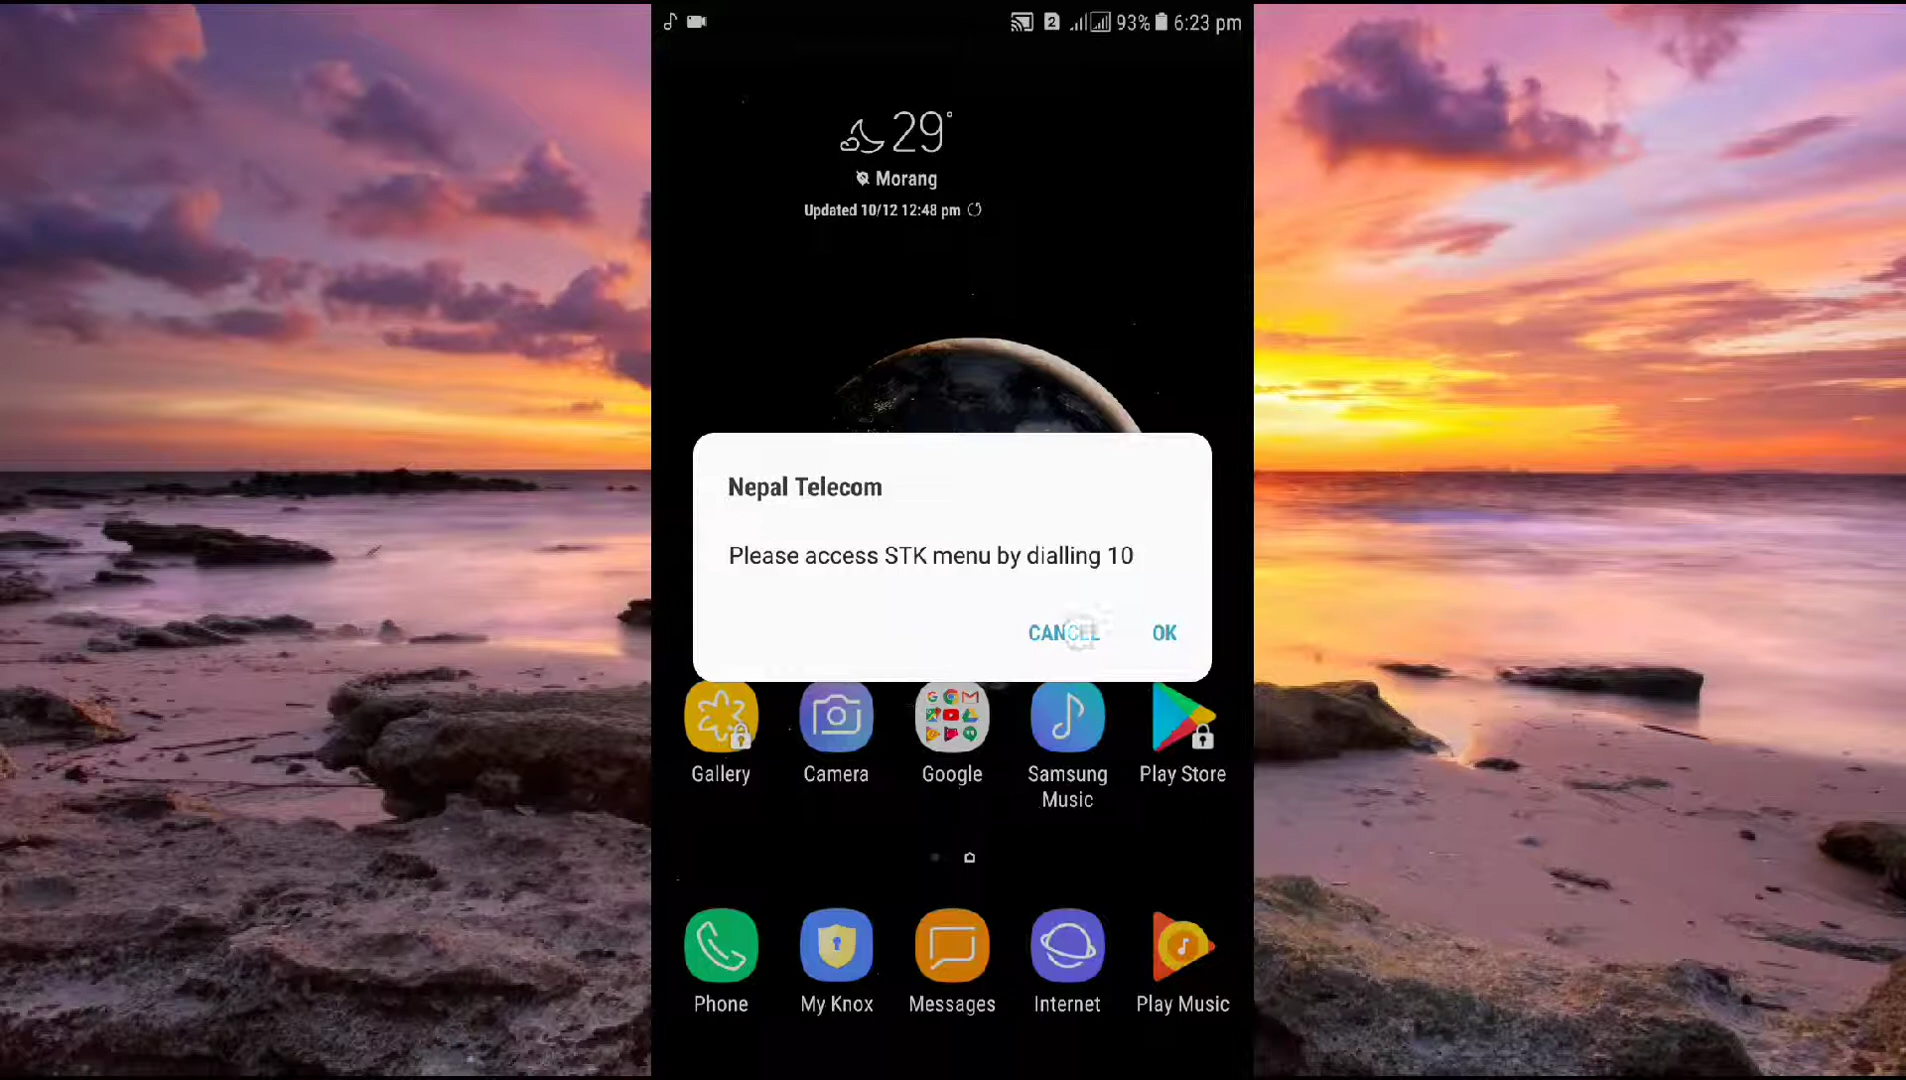 2 93% 6:23 pm
29°
Morang
Updated 10/12 12:48 pm
Nepal Telecom
Please access STK menu by dialling 10
CANCEL OK
Gallery Camera Google Samsung Music Play Store
Phone My Knox Messages Internet Play Music